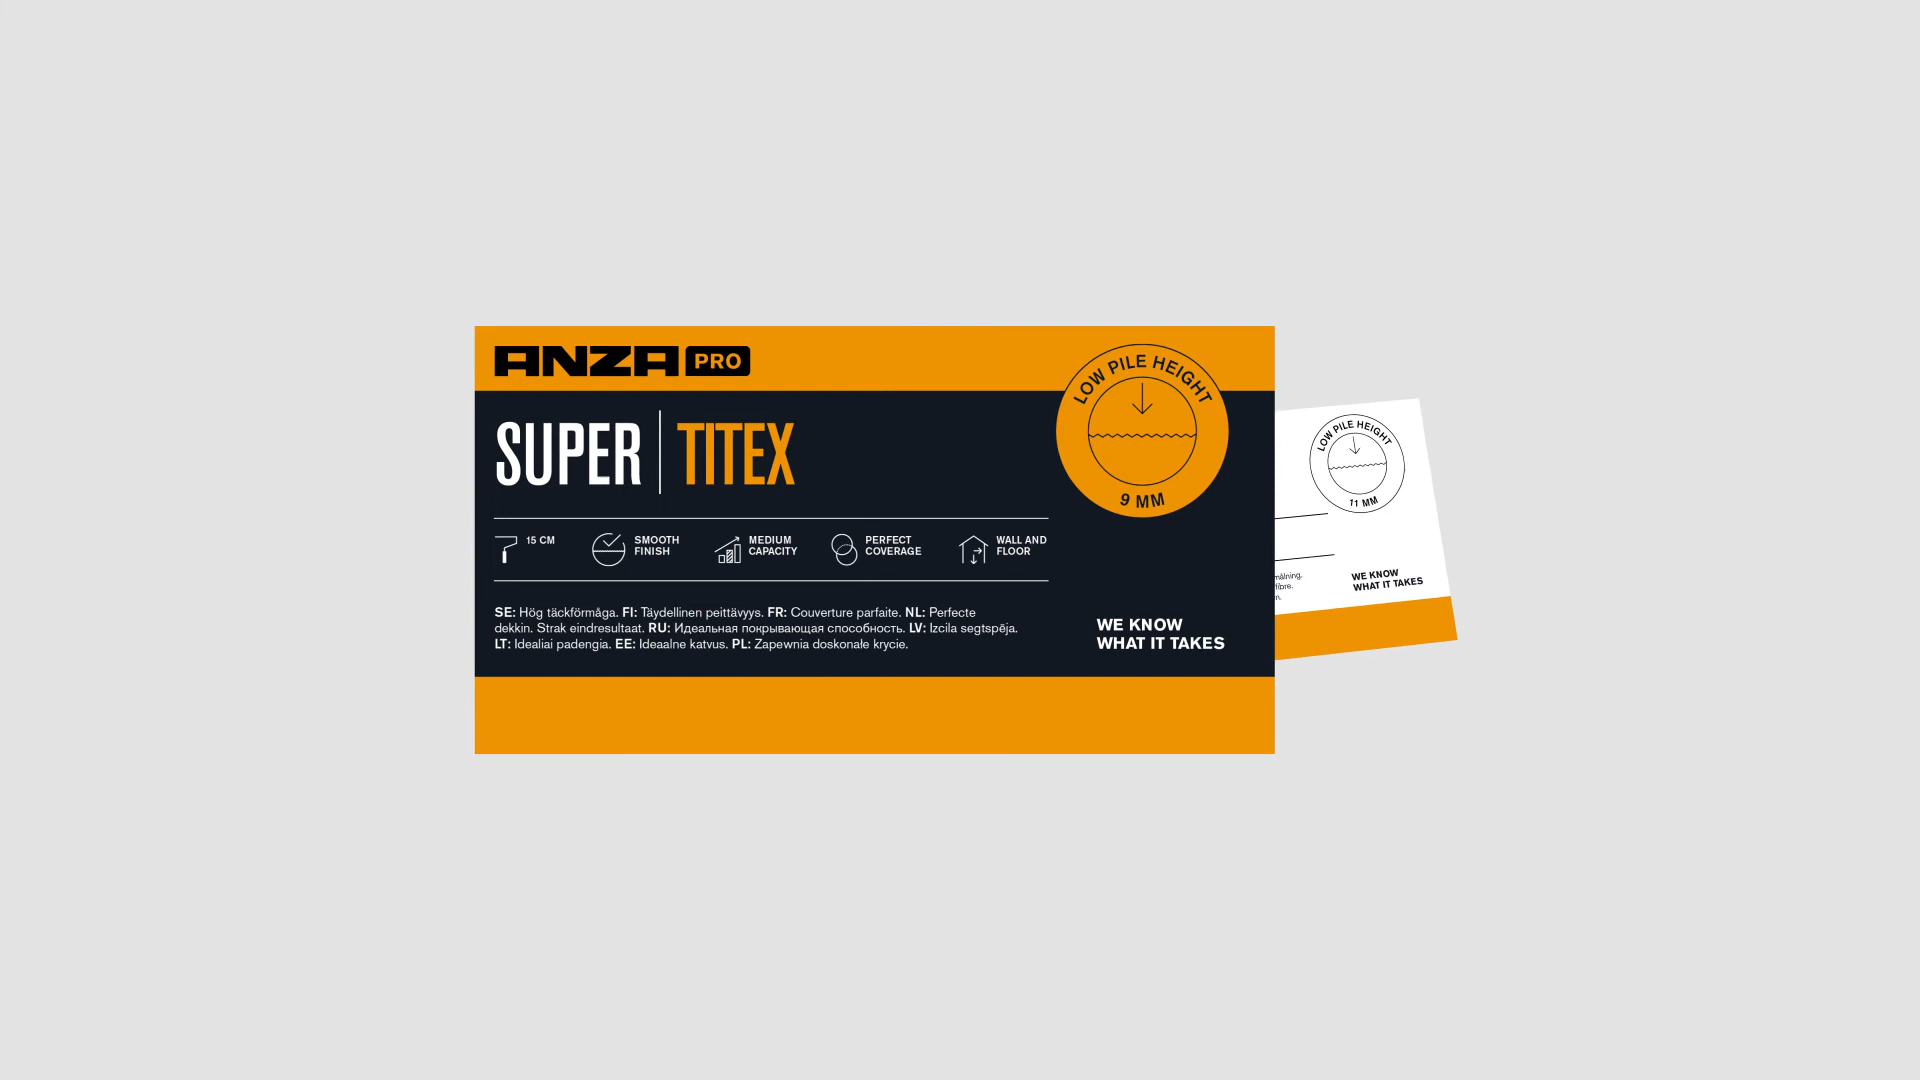 ANZA PRO
LOW PILE HEIGHT
9 MM
SUPER TITEX
15 CM
SMOOTH
FINISH
MEDIUM
CAPACITY
PERFECT
COVERAGE
WALL AND
FLOOR
SE: Hög täckförmåga. FI: Täydellinen peittävyys. FR: Couverture parfaite. NL: Perfecte
dekkin. Strak eindresultaat. RU: Идеальная покрывающая способность. LV: Izcila segtspēja.
LT: Idealiai padengia. EE: Ideaalne katvus. PL: Zapewnia doskonałe krycie.
WE KNOW
WHAT IT TAKES
LOW PILE HEIGHT
11 MM
WE KNOW
WHAT IT TAKES